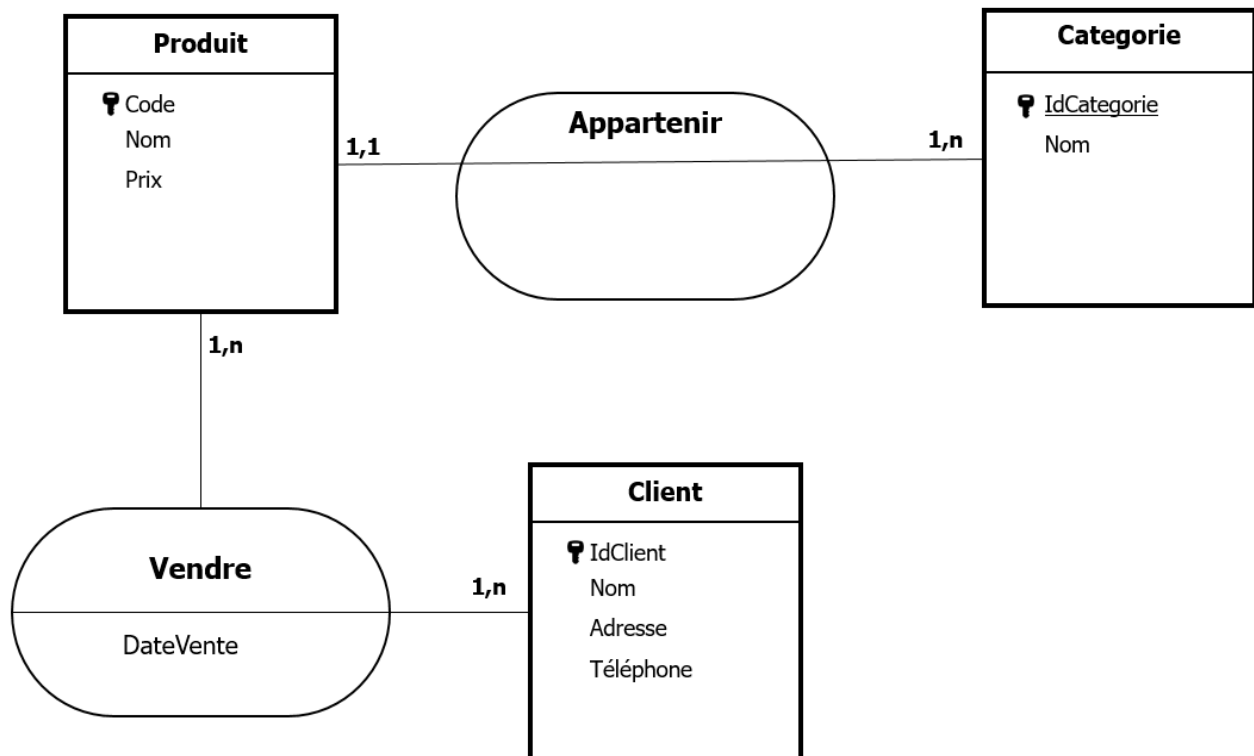 Produit
Code
Nom
Prix
1,1
Appartenir
1,n
Categorie
IdCategorie
Nom
1,n
Vendre
DateVente
1,n
Client
IdClient
Nom
Adresse
Téléphone